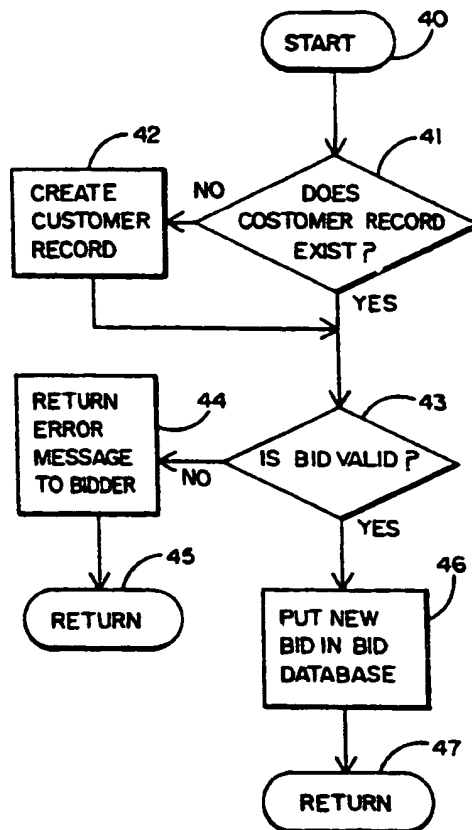 40
START
42
41
CREATE
CUSTOMER
RECORD
NO
DOES
COSTOMER RECORD
EXIST?
YES
RETURN
ERROR
MESSAGE
TO BIDDER
44
43
IS BID VALID?
NO
YES
45
RETURN
46
PUT NEW
BID IN BID
DATABASE
47
RETURN